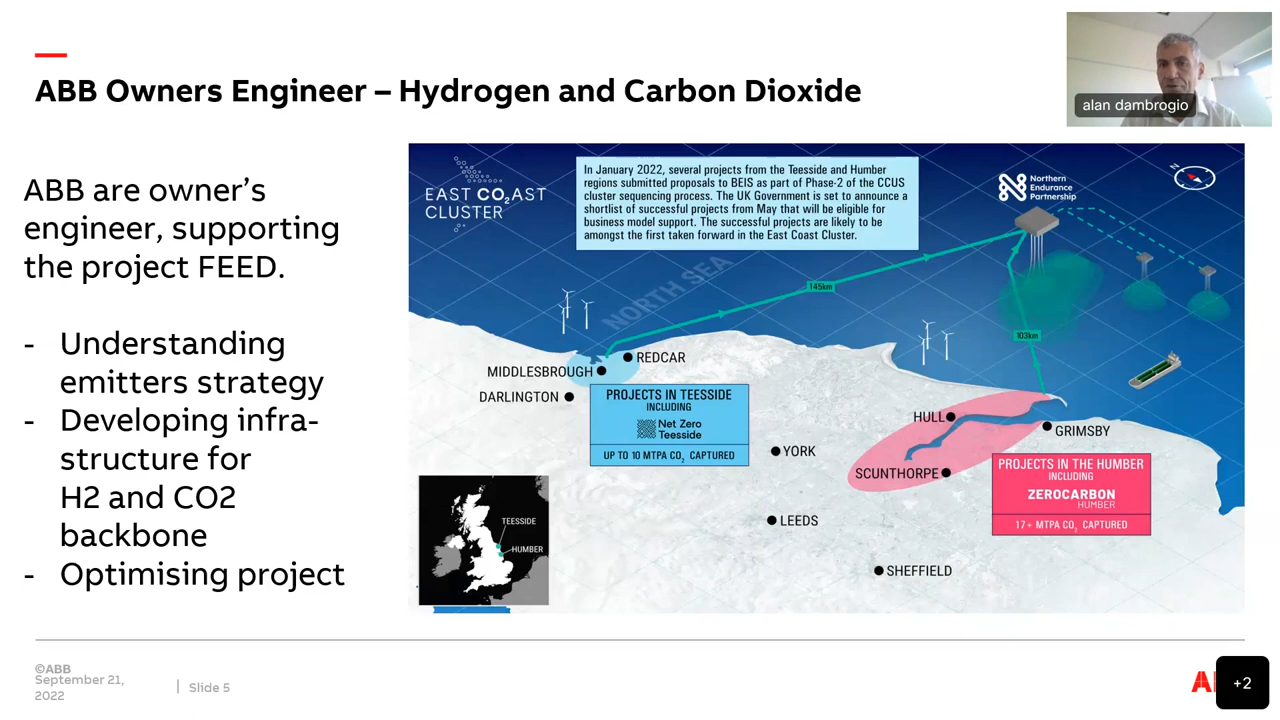 ABB Owners Engineer – Hydrogen and Carbon Dioxide
alan dambrogio
ABB are owner's
engineer, supporting
the project FEED.
- Understanding
emitters strategy
- Developing infra-
structure for
H2 and CO2
backbone
- Optimising project
EAST CO₂AST
CLUSTER
In January 2022, several projects from the Teesside and Humber
regions submitted proposals to BEIS as part of Phase-2 of the CCUS
cluster sequencing process. The UK Government is set to announce a
shortlist of successful projects from May that will be eligible for
business model support. The successful projects are likely to be
amongst the first taken forward in the East Coast Cluster.
Northern
Endurance
Partnership
N
NORTH SEA
145km
103km
REDCAR
MIDDLESBROUGH
DARLINGTON
PROJECTS IN TEESSIDE
INCLUDING
Net Zero
Teesside
UP TO 10 MTPA CO₂ CAPTURED
HULL
GRIMSBY
YORK
SCUNTHORPE
PROJECTS IN THE HUMBER
INCLUDING
ZEROCARBON
HUMBER
17+ MTPA CO₂ CAPTURED
LEEDS
SHEFFIELD
TEESSIDE
HUMBER
©ABB
September 21,
2022
Slide 5
+2